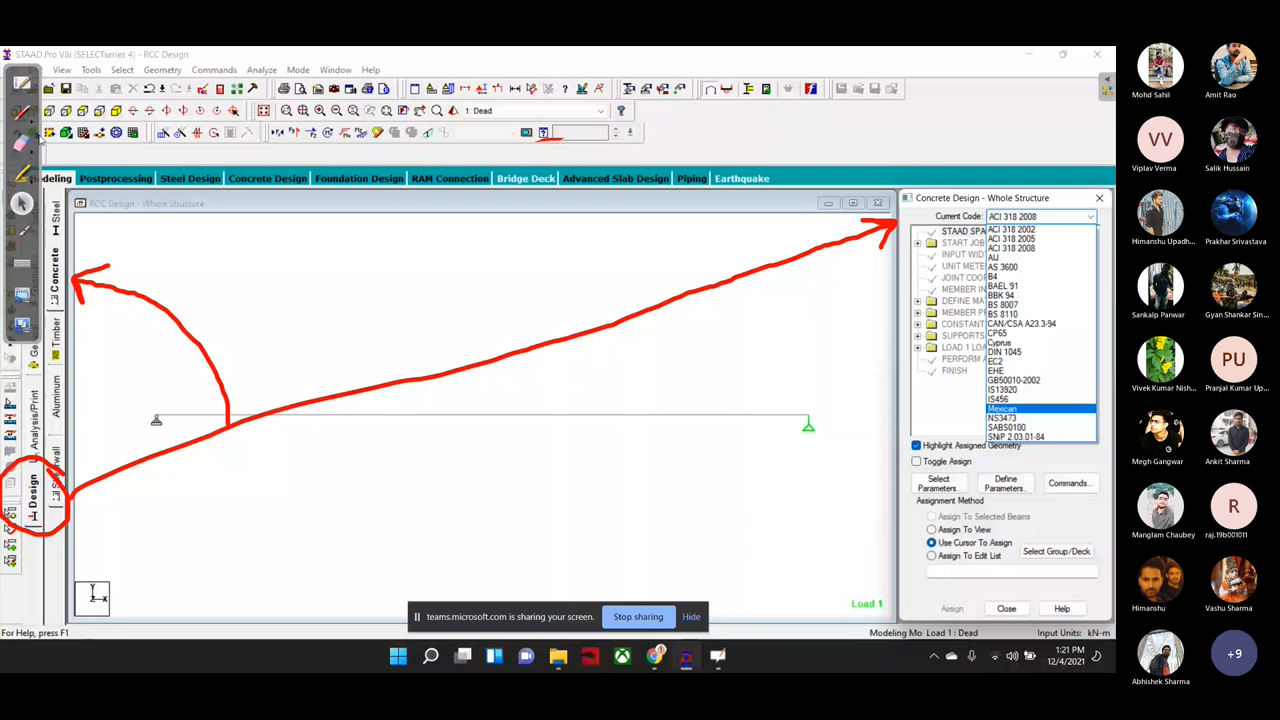 STAAD.Pro V8i (SELECTseries 4) - RCC Design
View Tools Select Geometry Commands Analyze Mode Window Help
1: Dead
odeling Postprocessing Steel Design Concrete Design Foundation Design RAM Connection Bridge Deck Advanced Slab Design Piping Earthquake
RCC Design - Whole Structure
Steel
Concrete
Timber
Aluminum
Analysis/Print
Design
Load 1
Concrete Design - Whole Structure
Current Code: ACI 318 2008
ACI 318 2002
ACI 318 2005
ACI 318 2008
AIJ
AS 3600
B4
BAEL 91
BBK 94
BS 8007
BS 8110
CAN/CSA A23.3-94
CP65
Cyprus
DIN 1045
EC2
EHE
GB50010-2002
IS13920
IS456
Mexican
NS3473
SABS0100
SNiP 2.03.01-84
STAAD SPA
START JOB
INPUT WID
UNIT METE
JOINT COO
MEMBER IN
DEFINE MA
MEMBER P
CONSTANT
SUPPORTS
LOAD 1 LOA
PERFORM A
FINISH
Highlight Assigned Geometry
Toggle Assign
Select Parameters...
Define Parameters...
Commands...
Assignment Method
Assign To Selected Beams
Assign To View
Use Cursor To Assign
Assign To Edit List
Select Group/Deck
Assign Close Help
teams.microsoft.com is sharing your screen. Stop sharing Hide
For Help, press F1
Modeling Mo Load 1 : Dead Input Units: kN-m
1:21 PM
12/4/2021
Mohd Sahil
Amit Rao
VV
Viplav Verma
Salik Hussain
Himanshu Upadh...
Prakhar Srivastava
Sankalp Panwar
Gyan Shankar Sin...
PU
Vivek Kumar Nish...
Pranjal Kumar Up...
Megh Gangwar
Ankit Sharma
R
Manglam Chaubey
raj.19b001011
Himanshu
Vashu Sharma
Abhishek Sharma
+9